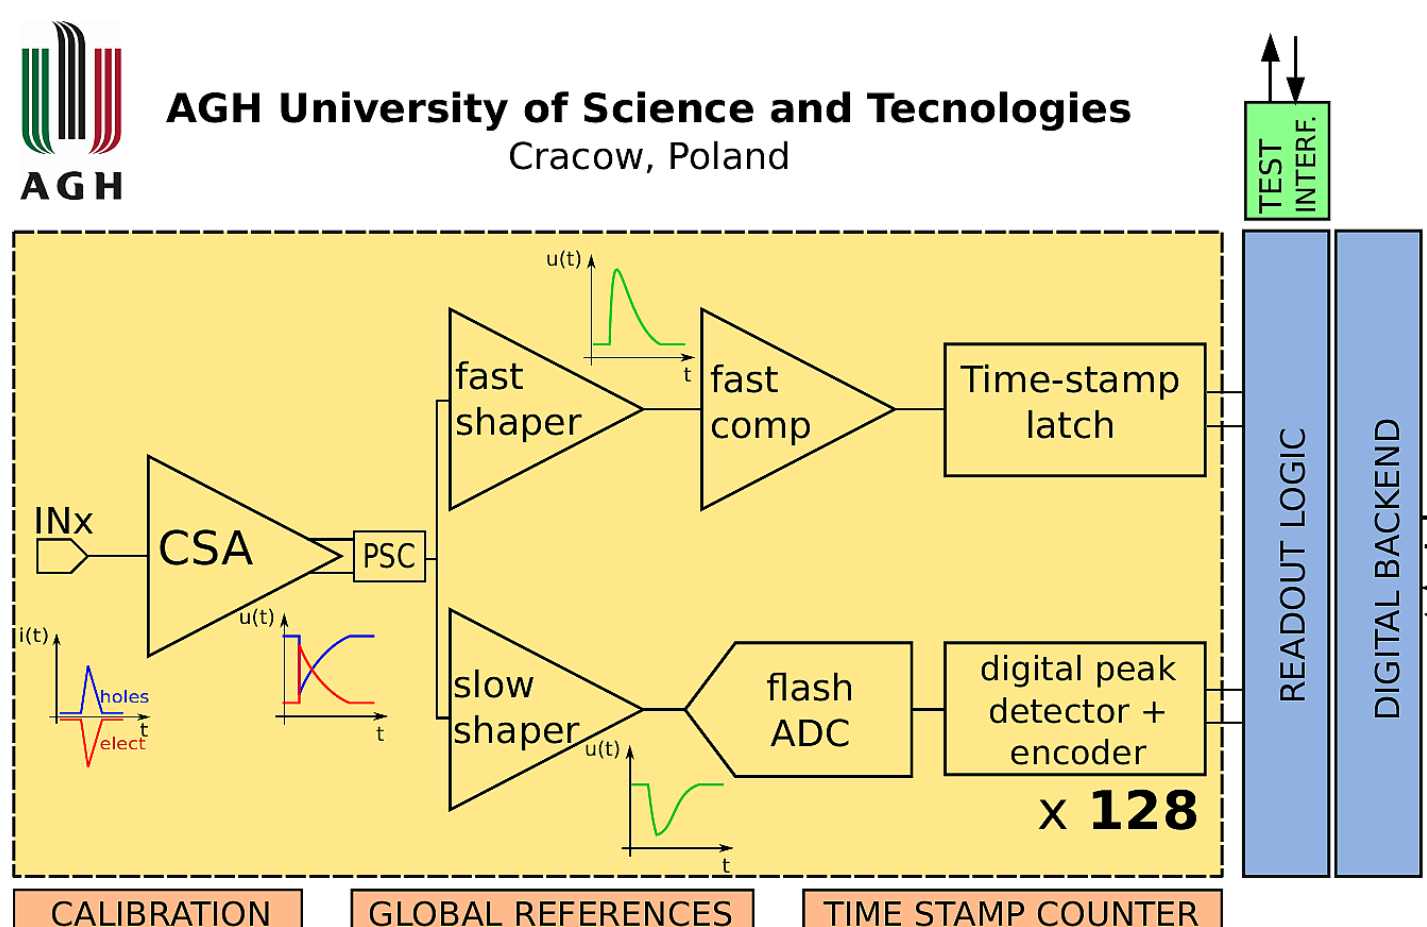 AGH
AGH University of Science and Tecnologies
Cracow, Poland
TEST
INTERF.
u(t)
t
fast
shaper
fast
comp
Time-stamp
latch
INx
CSA
PSC
u(t)
t
i(t)
holes
t
elect
slow
shaper
u(t)
t
flash
ADC
digital peak
detector +
encoder
x 128
READOUT LOGIC
DIGITAL BACKEND
CALIBRATION
GLOBAL REFERENCES
TIME STAMP COUNTER